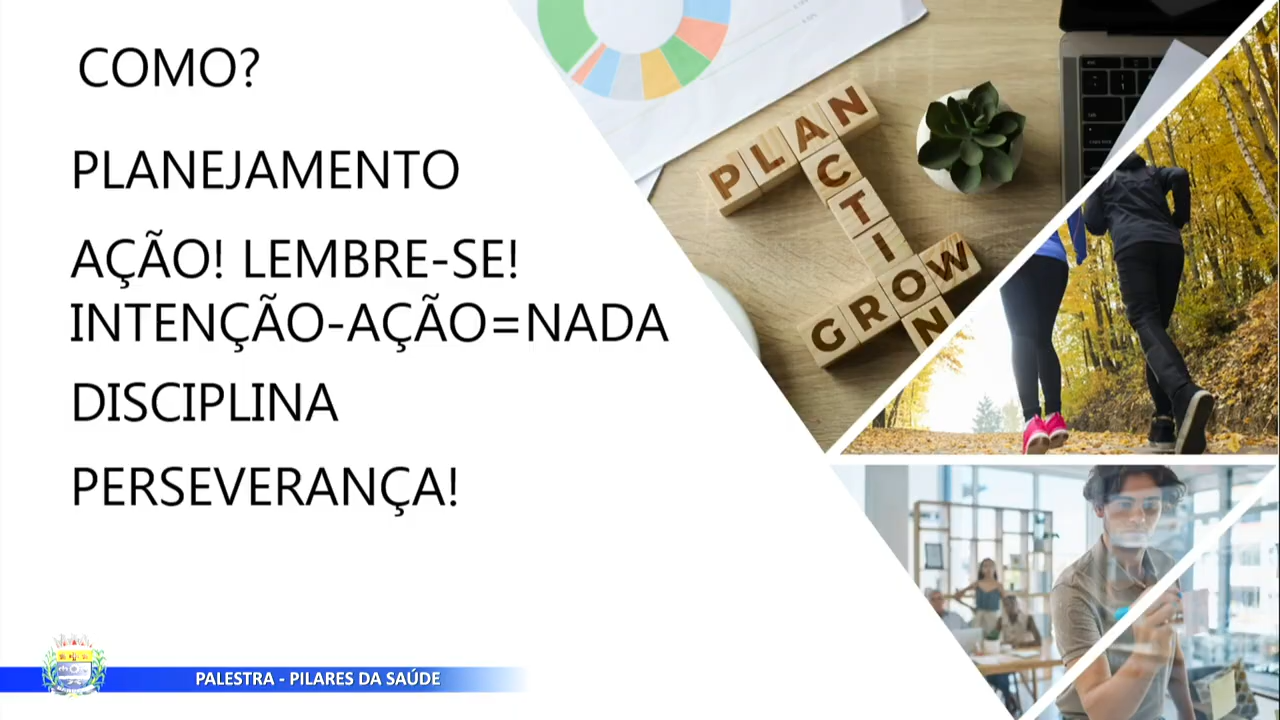 COMO?
PLANEJAMENTO
AÇÃO! LEMBRE-SE!
INTENÇÃO-AÇÃO=NADA
DISCIPLINA
PERSEVERANÇA!
PLAN
ACTION
GROW
PALESTRA - PILARES DA SAÚDE